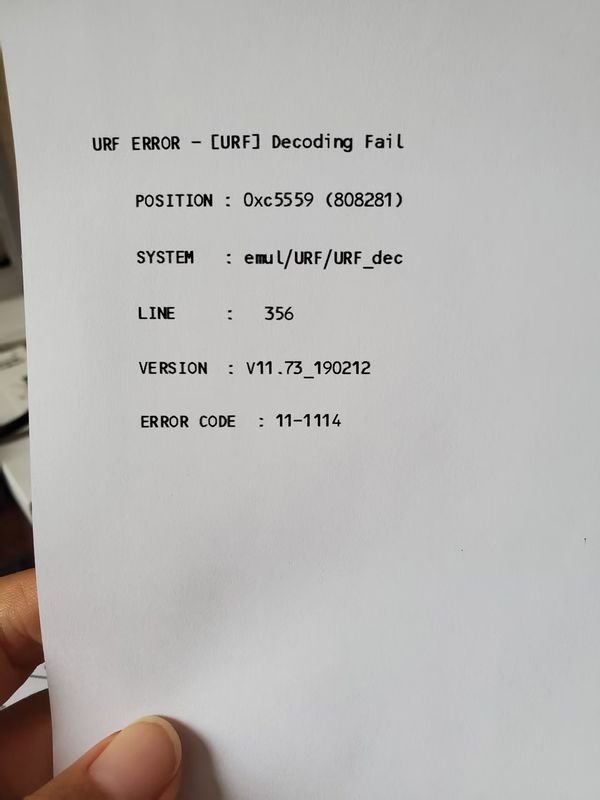 URF ERROR - [URF] Decoding Fail
POSITION : 0xc5559 (808281)
SYSTEM : emul/URF/URF_dec
LINE : 356
VERSION : V11.73_190212
ERROR CODE : 11-1114